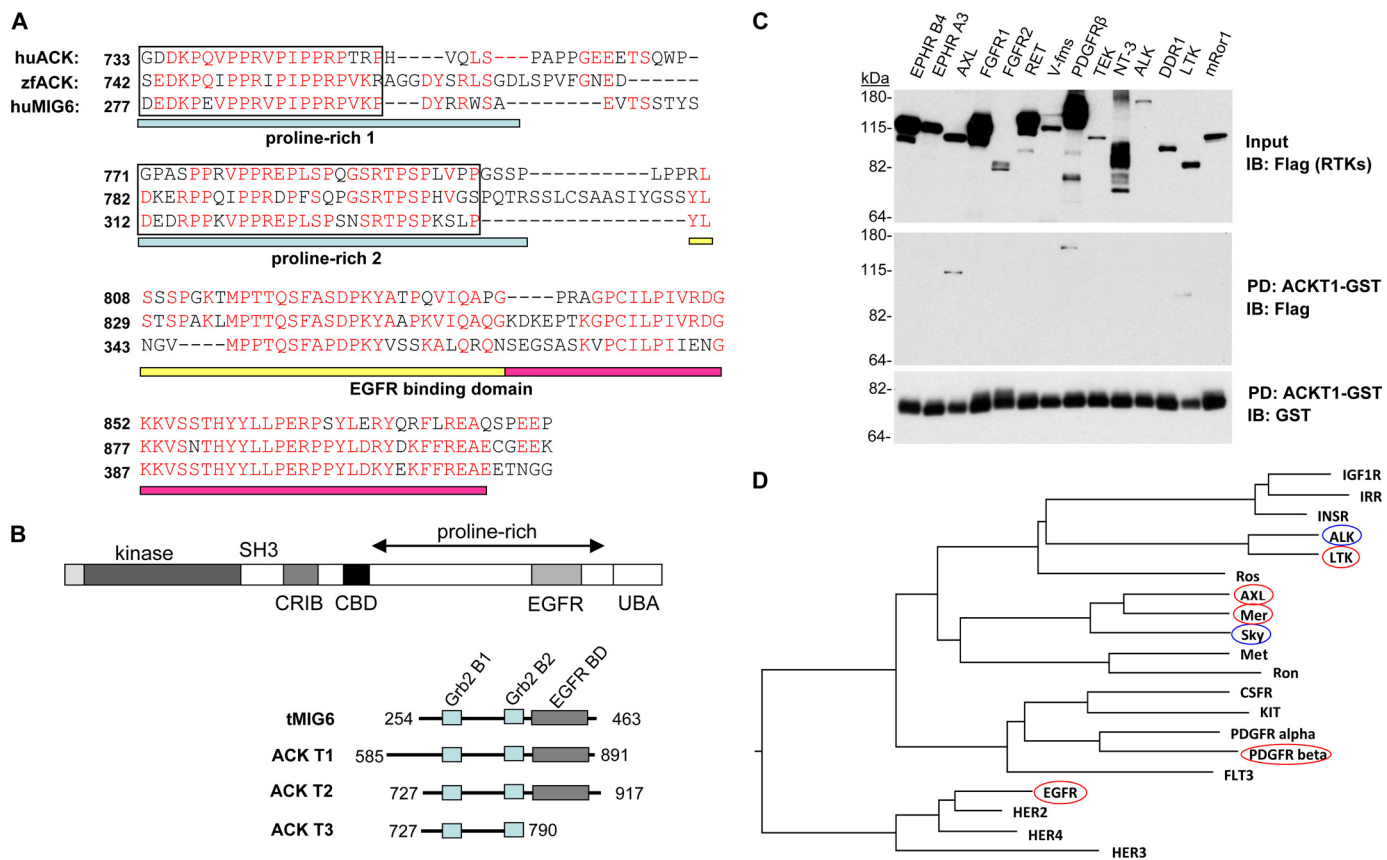 A
huACK: 733 GDDKPQVPPRVPIPPRPTRPH----VQLS---PAPPGEEETSQWP-
zfACK: 742 SEDKPQIPPRIPIPPRPVKRAGGDYSRLSGDLSPVFGNED------
huMIG6: 277 DEDKPEVPPRVPIPPRPVKP---DYRRWSA-------EVTSSTYS
proline-rich 1
771 GPASPPRVPPREPLSPQGSRTPSPLVPPGSSP-------------LPPRL
782 DKERPPQIPPRDPFSQPGSRTPSPHVGSPQTRSSLCSAASIYGSSYL
312 DEDRPPKVPPREPLSPSNSRTPSPKSLP-----------------YL
proline-rich 2
808 SSSPGKTMPTTQSFASDPKYATPQVIQAPG----PRAGPCILPIVRDG
829 STSPAKLMPTTQSFASDPKYAAPKVIQAQGKDKEPTKGPCILPIVRDG
343 NGV----MPPTQSFAPDPKYVSSKALQRQNSEGSASKVPCILPIIENG
EGFR binding domain
852 KKVSSTHYYLLPERPSYLERYQRFLREAQSPEEP
877 KKVSNTHYYLLPERPPYLDRYDKFFREAECGEEK
387 KKVSSTHYYLLPERPPYLDKYEKFFREAEETNGG
B
proline-rich
kinase
SH3
CRIB
CBD
EGFR
UBA
Grb2 B1
Grb2 B2
EGFR BD
tMIG6 254 463
ACK T1 585 891
ACK T2 727 917
ACK T3 727 790
C
EPHR B4
EPHR A3
AXL
FGFR1
FGFR2
RET
V-fms
PDGFRβ
TEK
NT-3
ALK
DDR1
LTK
mRor1
kDa
180-
115-
82-
64-
Input
IB: Flag (RTKs)
180-
115-
82-
64-
PD: ACKT1-GST
IB: Flag
82-
64-
PD: ACKT1-GST
IB: GST
D
IGF1R
IRR
INSR
ALK
LTK
Ros
AXL
Mer
Sky
Met
Ron
CSFR
KIT
PDGFR alpha
PDGFR beta
FLT3
EGFR
HER2
HER4
HER3